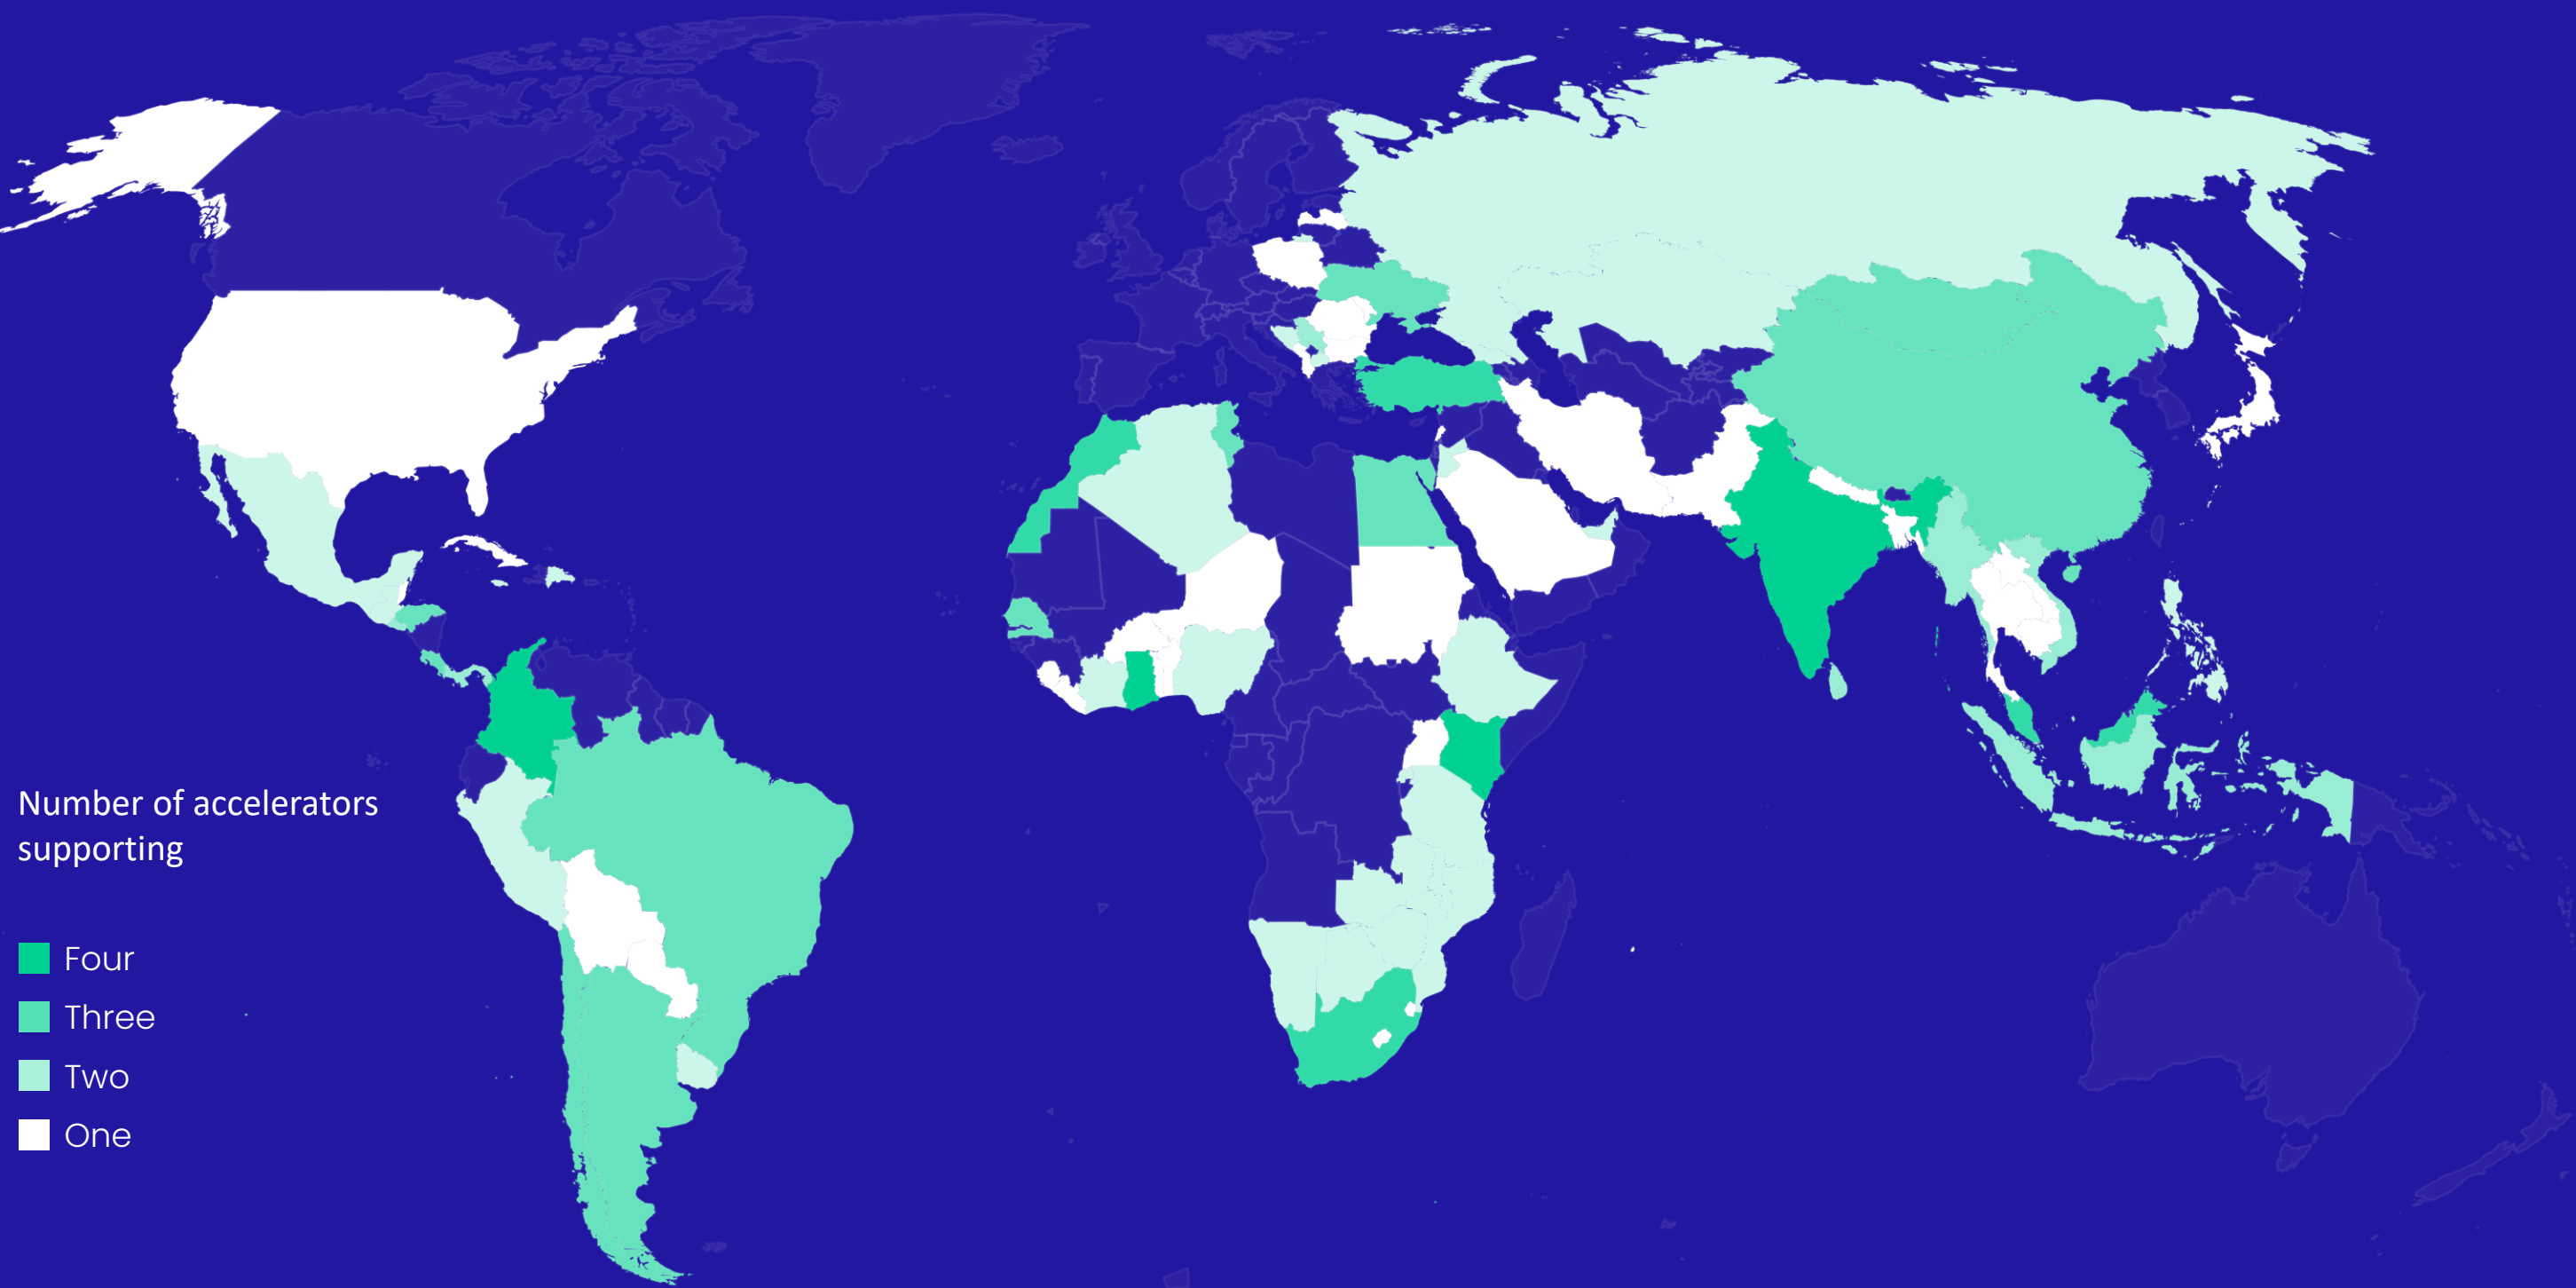 Number of accelerators
supporting
Four
Three
Two
One